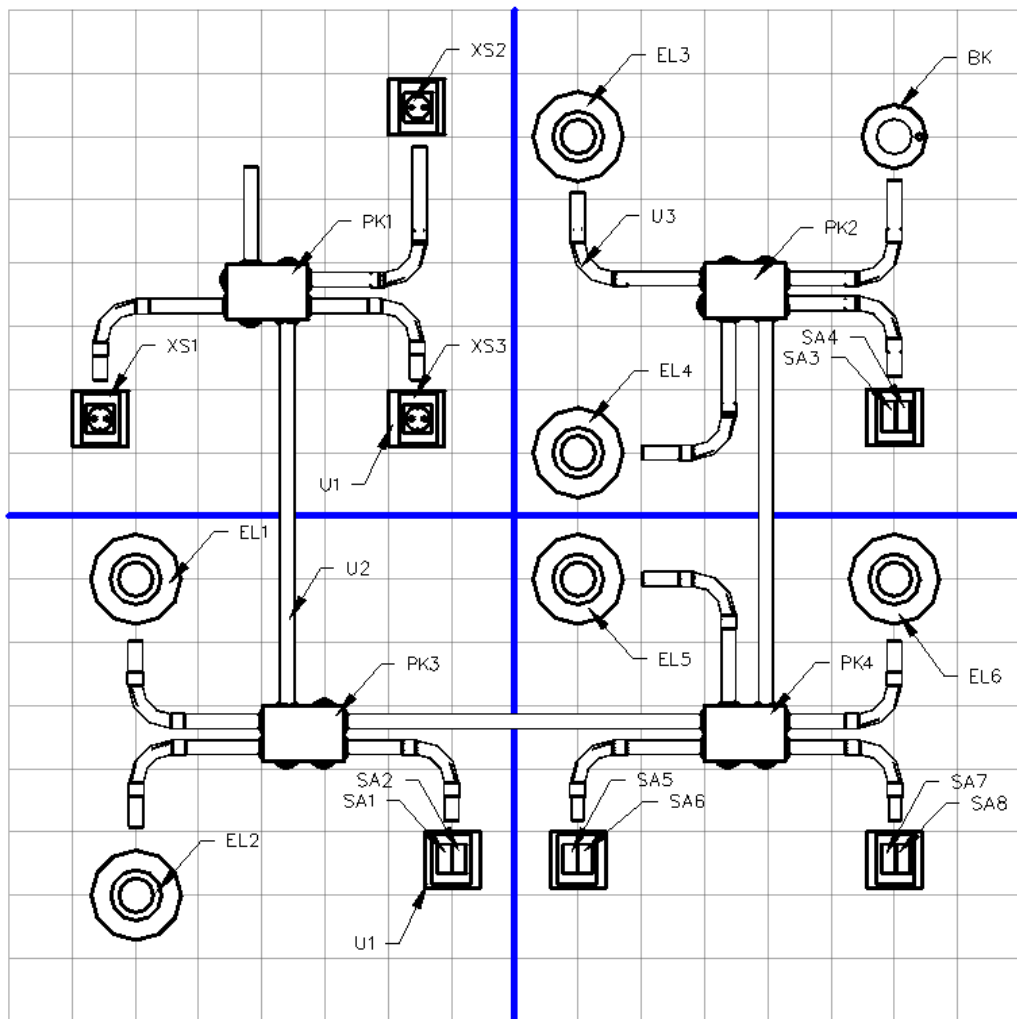 XS2
EL3
BK
PK1
U3
PK2
XS1
XS3
SA4
SA3
EL4
U1
EL1
EL6
U2
EL5
PK3
PK4
SA2
SA1
SA5
SA6
SA7
SA8
EL2
U1